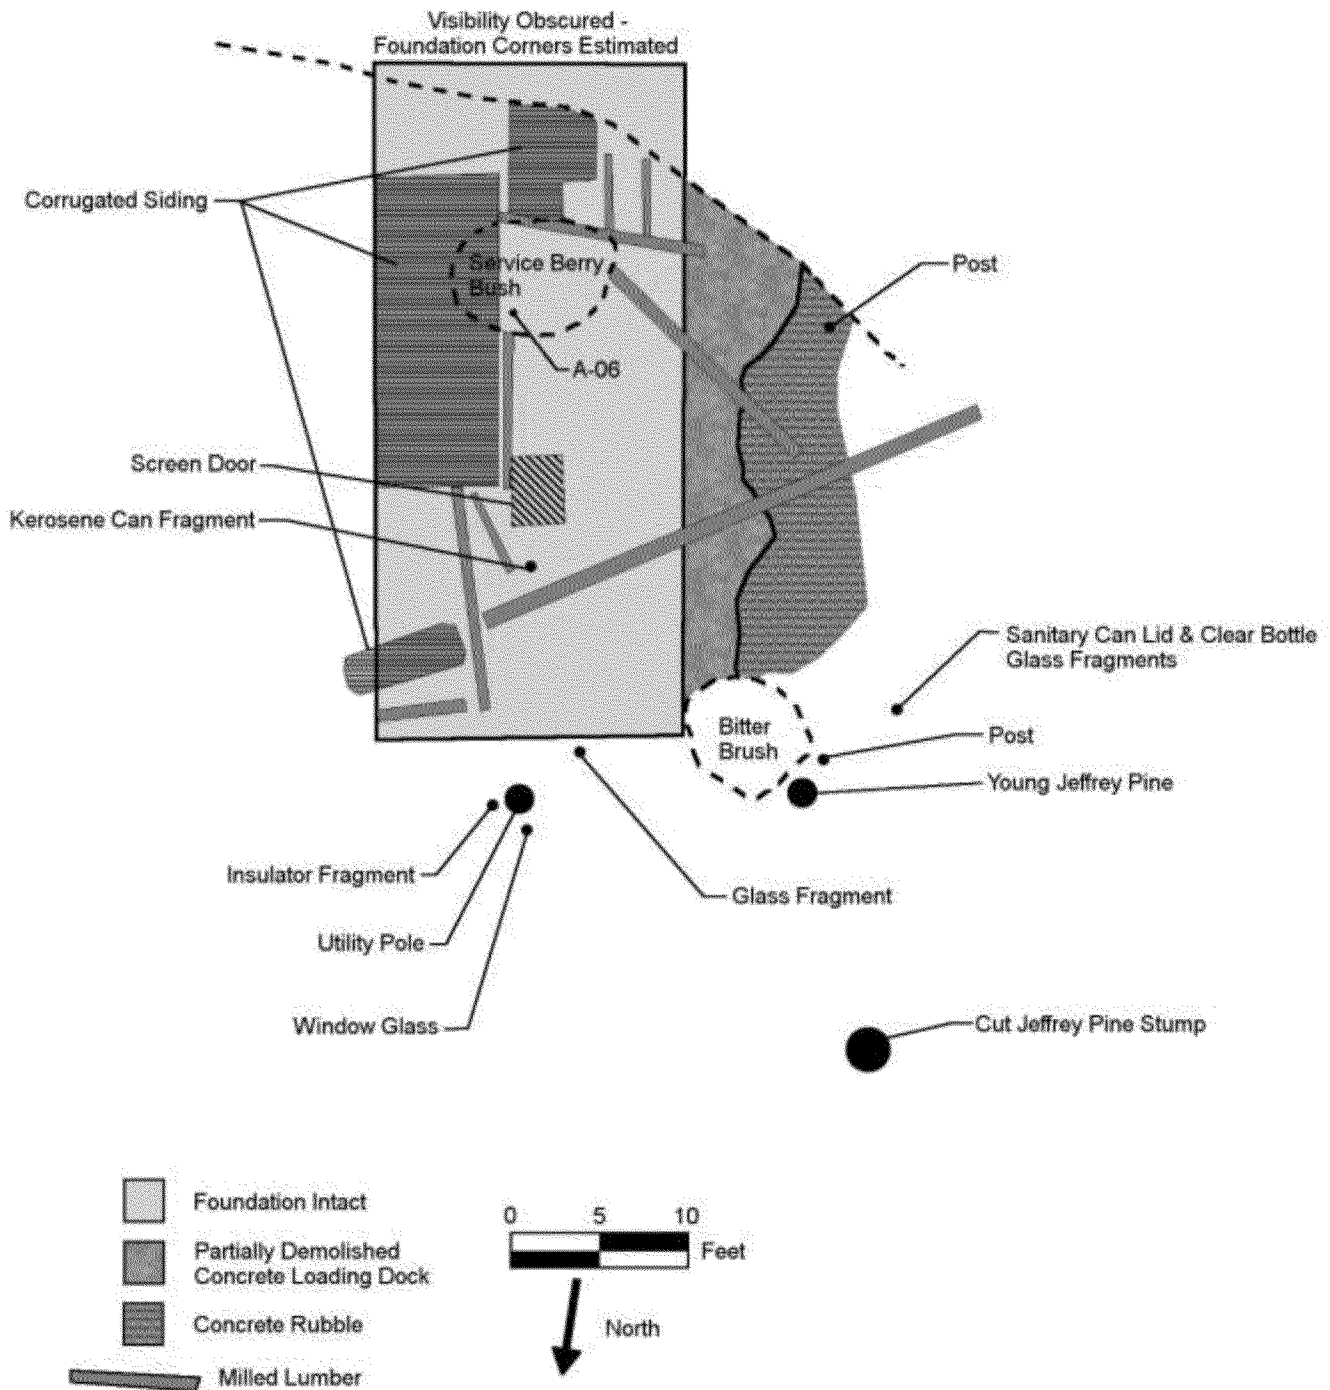 Visibility Obscured -
Foundation Corners Estimated
Corrugated Siding
Post
Service Berry
Bush
A-06
Screen Door
Kerosene Can Fragment
Sanitary Can Lid & Clear Bottle
Glass Fragments
Bitter
Brush
Post
Young Jeffrey Pine
Insulator Fragment
Glass Fragment
Utility Pole
Window Glass
Cut Jeffrey Pine Stump
Foundation Intact
0 5 10
Feet
Partially Demolished
Concrete Loading Dock
Concrete Rubble
North
Milled Lumber